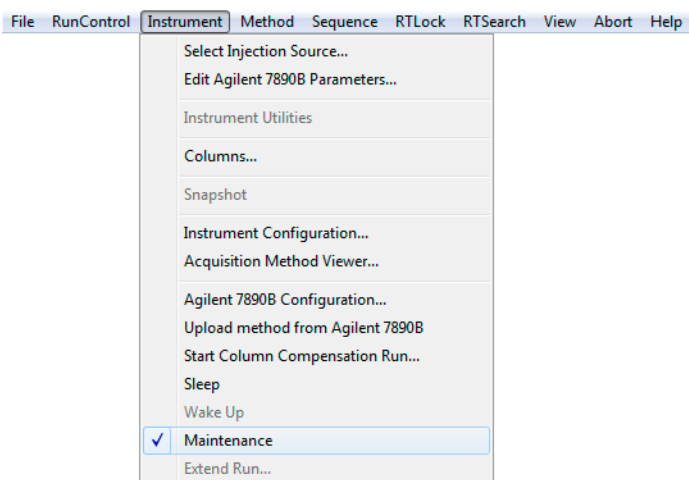 File RunControl Instrument Method Sequence RTLock RTSearch View Abort Help
Select Injection Source...
Edit Agilent 7890B Parameters...
Instrument Utilities
Columns...
Snapshot
Instrument Configuration...
Acquisition Method Viewer...
Agilent 7890B Configuration...
Upload method from Agilent 7890B
Start Column Compensation Run...
Sleep
Wake Up
Maintenance
Extend Run...